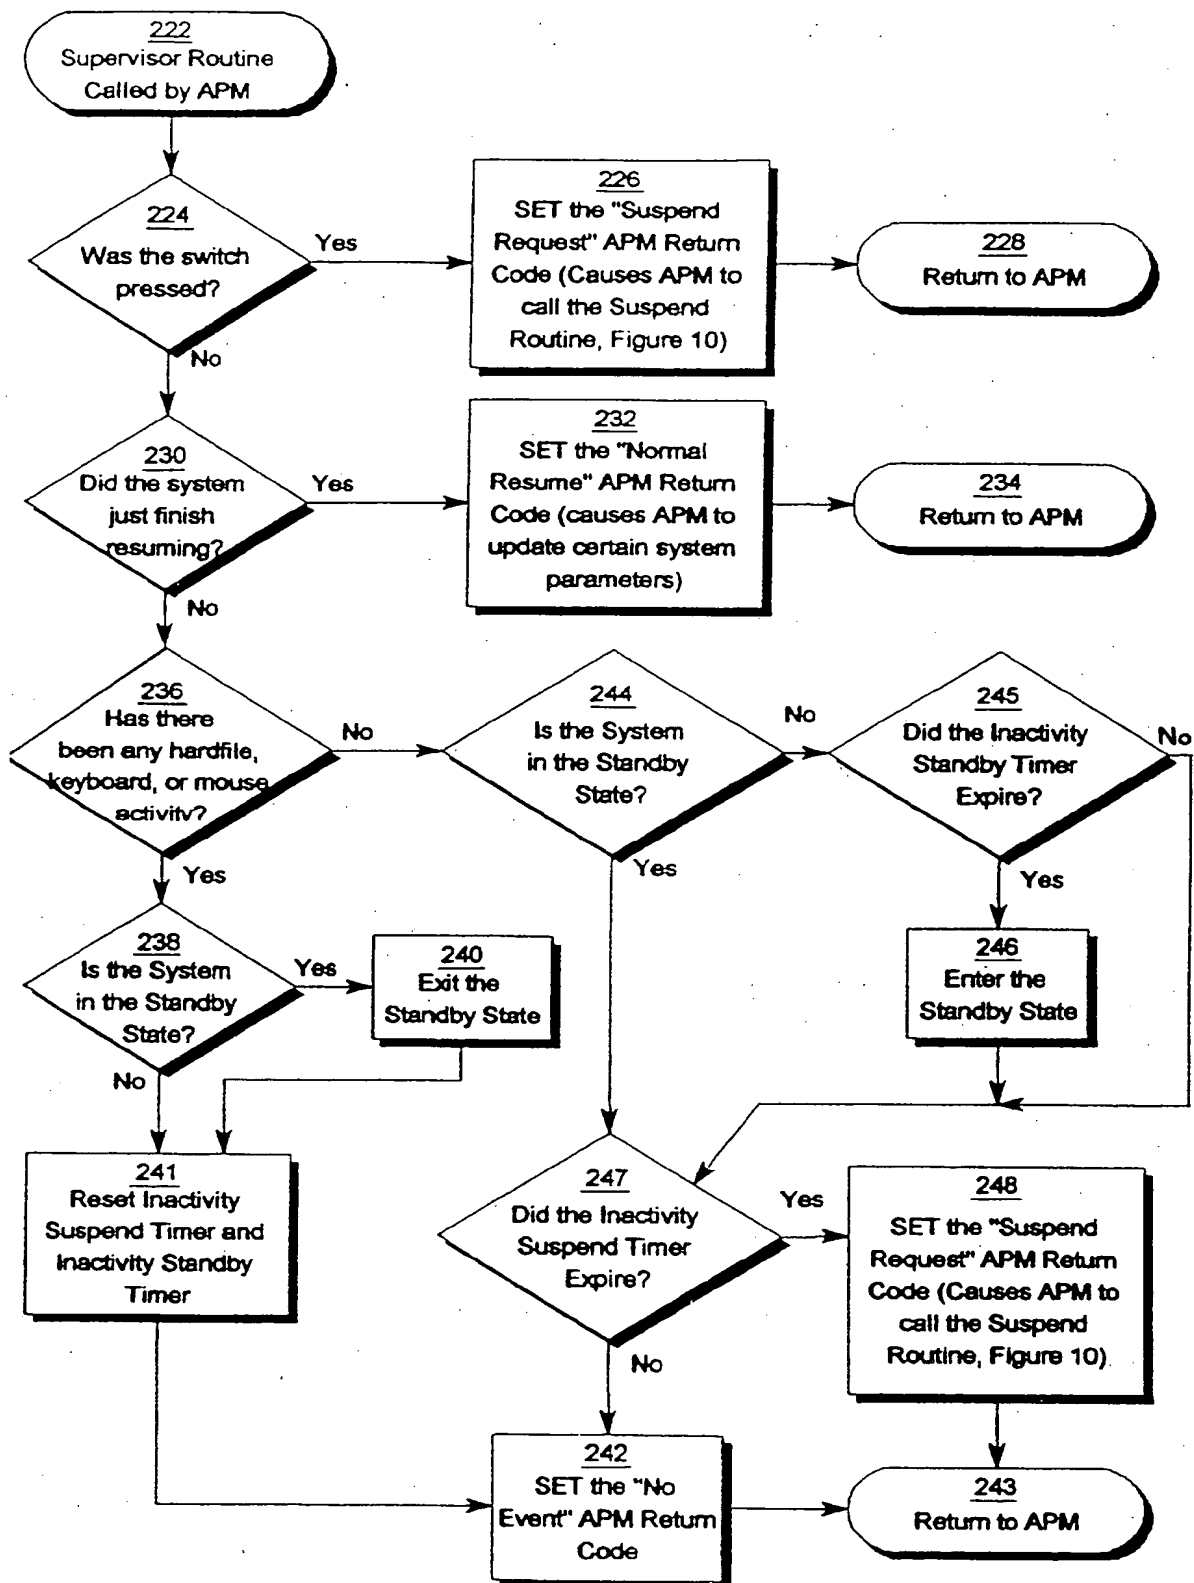 222
Supervisor Routine
Called by APM
224
Was the switch
pressed?
Yes
No
226
SET the "Suspend
Request" APM Return
Code (Causes APM to
call the Suspend
Routine, Figure 10)
228
Return to APM
230
Did the system
just finish
resuming?
Yes
No
232
SET the "Normal
Resume" APM Return
Code (causes APM to
update certain system
parameters)
234
Return to APM
236
Has there
been any hardfile,
keyboard, or mouse
activity?
No
Yes
244
Is the System
in the Standby
State?
No
Yes
245
Did the Inactivity
Standby Timer
Expire?
No
Yes
238
Is the System
in the Standby
State?
Yes
No
240
Exit the
Standby State
246
Enter the
Standby State
241
Reset Inactivity
Suspend Timer and
Inactivity Standby
Timer
247
Did the Inactivity
Suspend Timer
Expire?
Yes
No
248
SET the "Suspend
Request" APM Return
Code (Causes APM to
call the Suspend
Routine, Figure 10)
242
SET the "No
Event" APM Return
Code
243
Return to APM